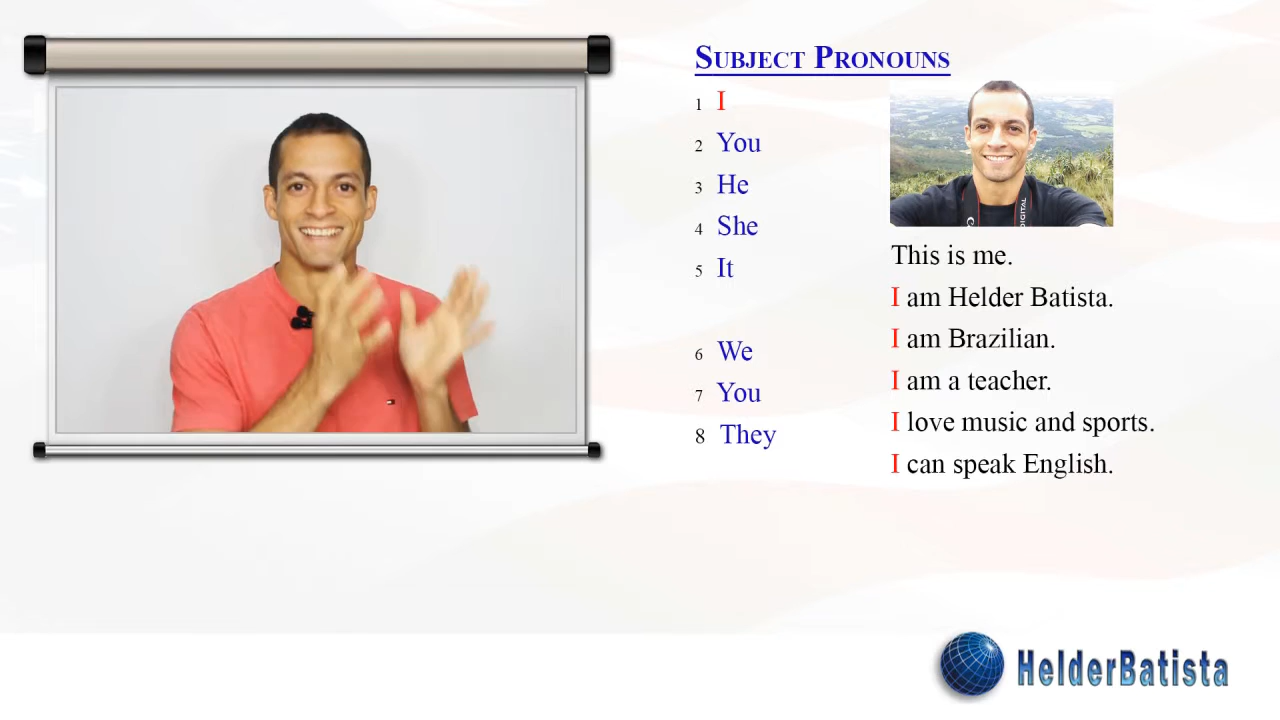 SUBJECT PRONOUNS
1 I
2 You
3 He
4 She
5 It
6 We
7 You
8 They
DIGITAL
This is me.
I am Helder Batista.
I am Brazilian.
I am a teacher.
I love music and sports.
I can speak English.
HelderBatista